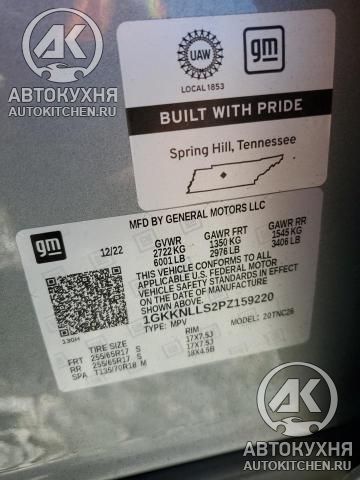 АК
АВТОКУХНЯ
AUTOKITCHEN.RU
UAW
gm
LOCAL 1853
BUILT WITH PRIDE
Spring Hill, Tennessee
gm
MFD BY GENERAL MOTORS LLC
12/22 GVWR GAWR FRT GAWR RR
2722 KG 1350 KG 1545 KG
6001 LB 2976 LB 3406 LB
THIS VEHICLE CONFORMS TO ALL
APPLICABLE U.S. FEDERAL MOTOR
VEHICLE SAFETY STANDARDS IN
EFFECT ON THE DATE OF
MANUFACTURE SHOWN ABOVE.
1GKKNLLS2PZ159220
TYPE: MPV MODEL: 20TNC26
130H
TIRE SIZE RIM
FRT 255/65R17 S 17X7.5J
RR 255/65R17 S 17X7.5J
SPA T135/70R18 M 18X4.5B
АК
АВТОКУХНЯ
AUTOKITCHEN.RU